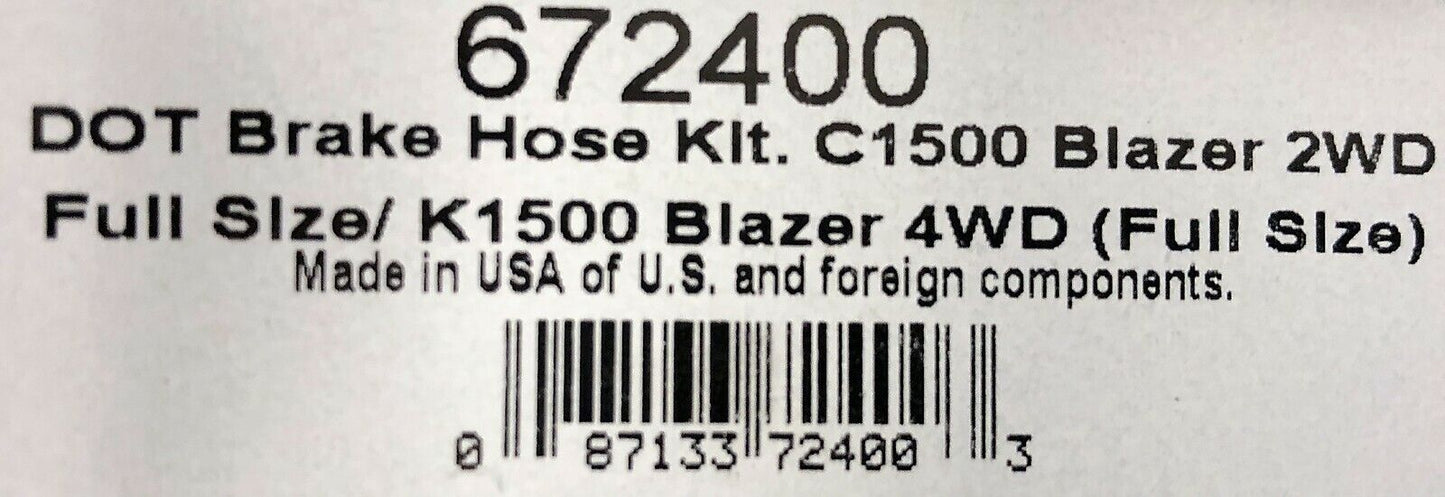 672400
DOT Brake Hose Kit. C1500 Blazer 2WD
Full Size/ K1500 Blazer 4WD (Full Size)
Made in USA of U.S. and foreign components.
0 87133 72400 3